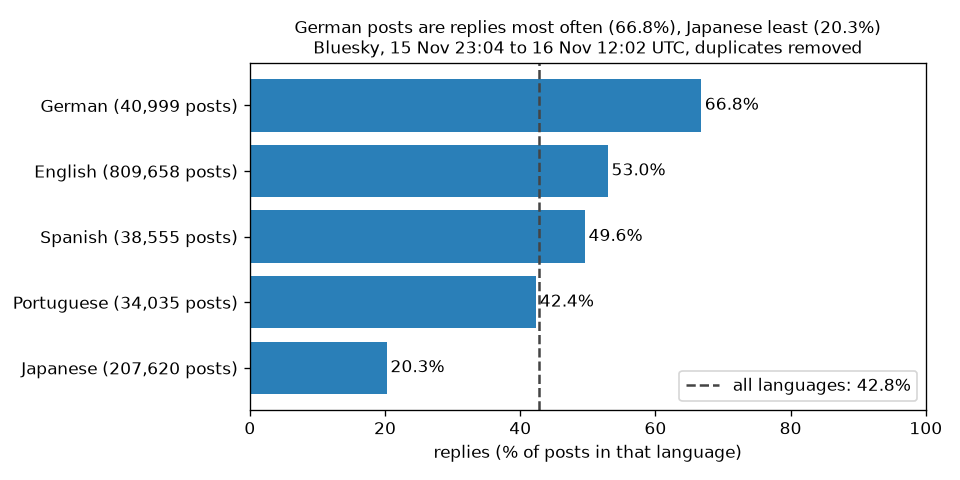 German posts are replies most often (66.8%), Japanese least (20.3%)
Bluesky, 15 Nov 23:04 to 16 Nov 12:02 UTC, duplicates removed
German (40,999 posts)
66.8%
English (809,658 posts)
53.0%
Spanish (38,555 posts)
49.6%
Portuguese (34,035 posts)
42.4%
Japanese (207,620 posts)
20.3%
all languages: 42.8%
0 20 40 60 80 100
replies (% of posts in that language)